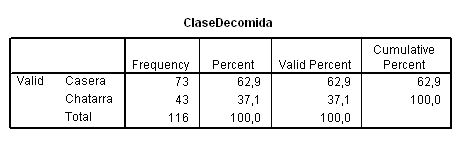 ClaseDecomida
Frequency Percent Valid Percent Cumulative Percent
Valid Casera 73 62,9 62,9 62,9
Chatarra 43 37,1 37,1 100,0
Total 116 100,0 100,0